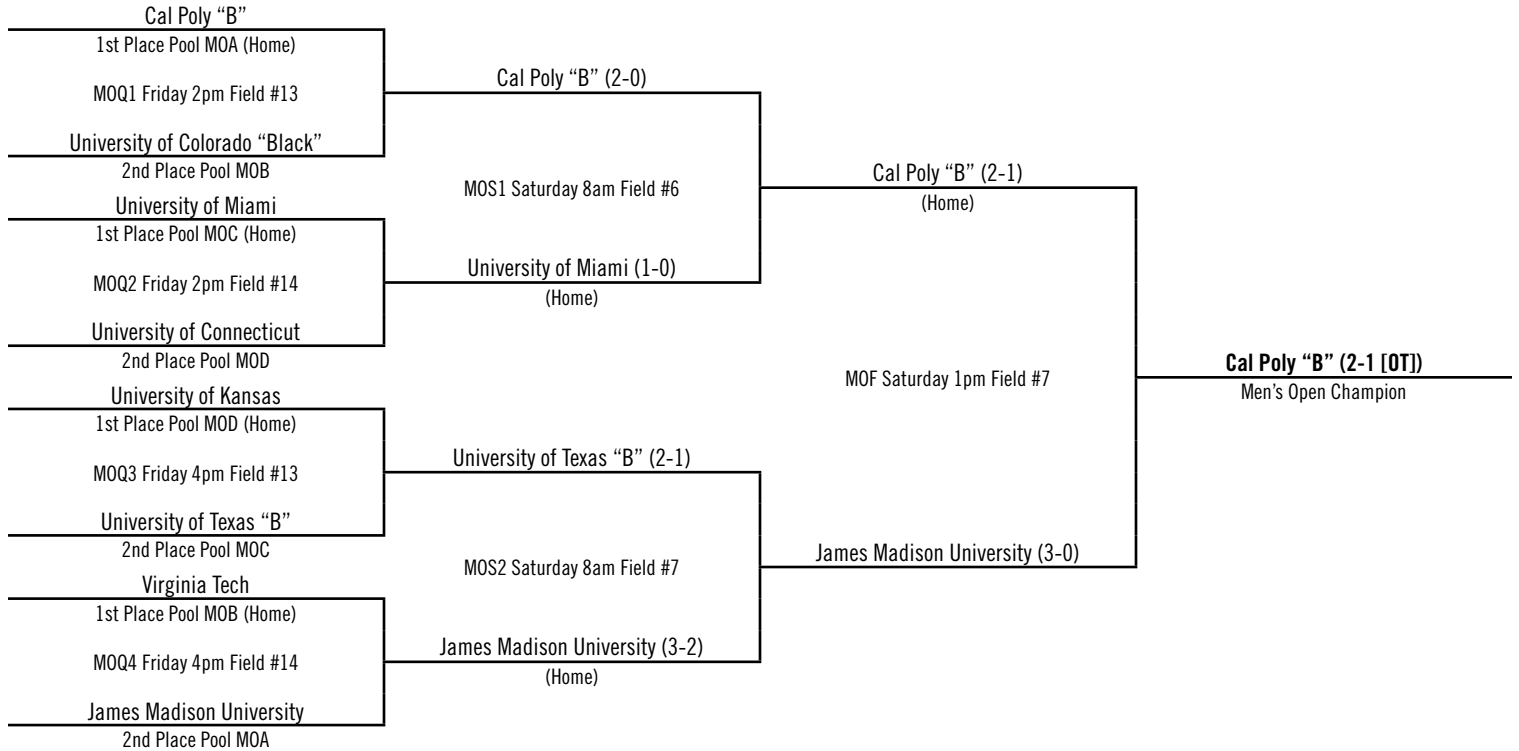 Cal Poly “B”
1st Place Pool MOA (Home)
MOQ1 Friday 2pm Field #13
University of Colorado “Black”
2nd Place Pool MOB
University of Miami
1st Place Pool MOC (Home)
MOQ2 Friday 2pm Field #14
University of Connecticut
2nd Place Pool MOD
University of Kansas
1st Place Pool MOD (Home)
MOQ3 Friday 4pm Field #13
University of Texas “B”
2nd Place Pool MOC
Virginia Tech
1st Place Pool MOB (Home)
MOQ4 Friday 4pm Field #14
James Madison University
2nd Place Pool MOA
Cal Poly “B” (2-0)
MOS1 Saturday 8am Field #6
University of Miami (1-0)
(Home)
University of Texas “B” (2-1)
MOS2 Saturday 8am Field #7
James Madison University (3-2)
(Home)
Cal Poly “B” (2-1)
(Home)
MOF Saturday 1pm Field #7
James Madison University (3-0)
Cal Poly “B” (2-1 [OT])
Men’s Open Champion